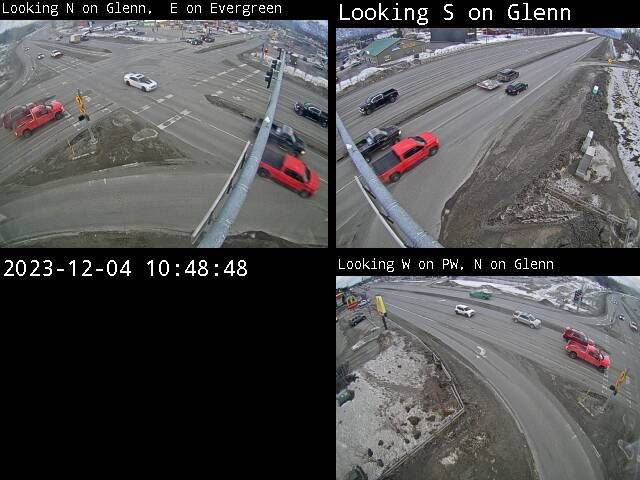 Looking N on Glenn, E on Evergreen
Looking S on Glenn
2023-12-04 10:48:48
Looking W on PW, N on Glenn